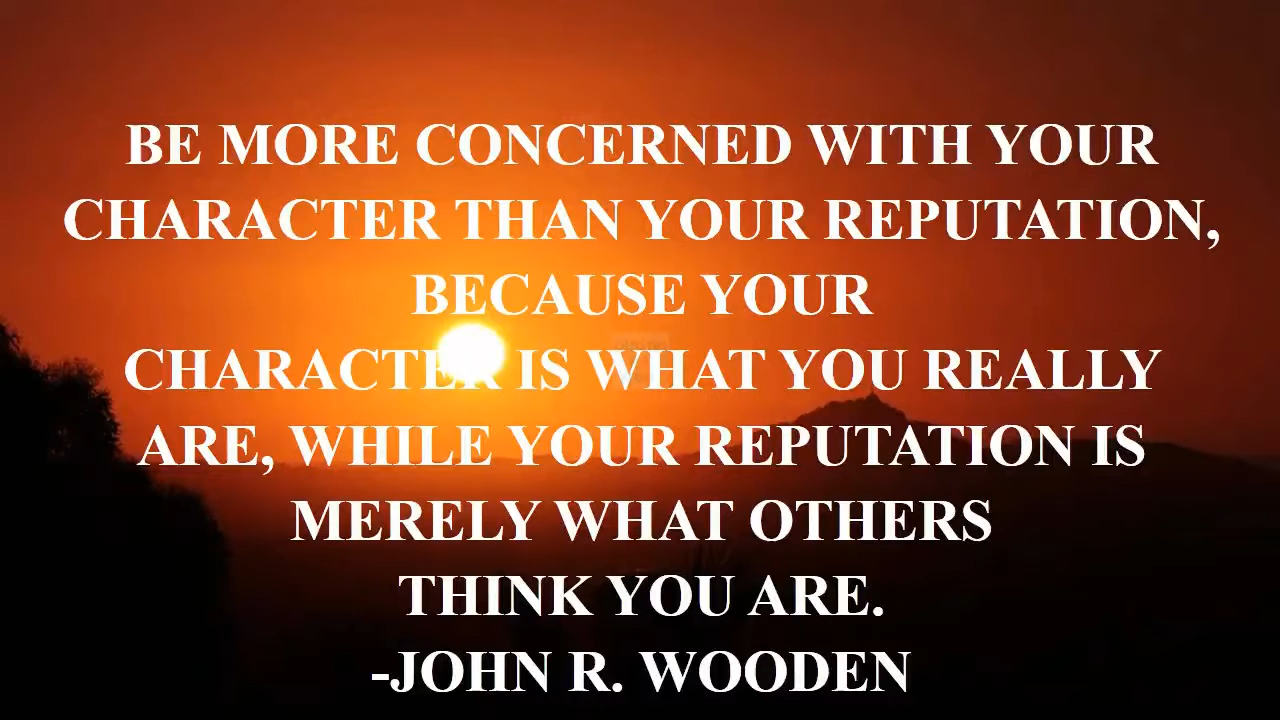 BE MORE CONCERNED WITH YOUR
CHARACTER THAN YOUR REPUTATION,
BECAUSE YOUR
CHARACTER IS WHAT YOU REALLY
ARE, WHILE YOUR REPUTATION IS
MERELY WHAT OTHERS
THINK YOU ARE.
-JOHN R. WOODEN